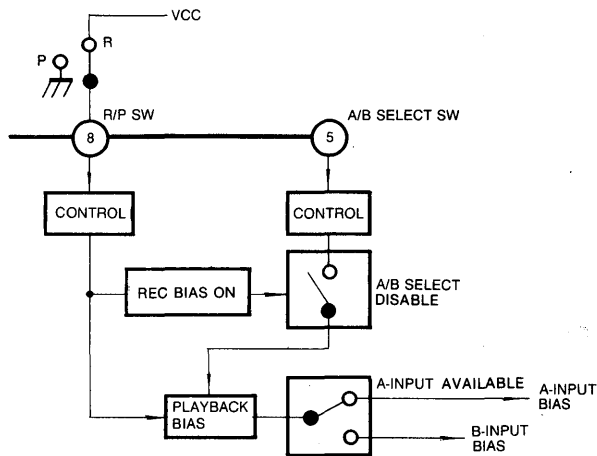 VCC
R
P
R/P SW
A/B SELECT SW
8
5
CONTROL
CONTROL
REC BIAS ON
A/B SELECT
DISABLE
A-INPUT AVAILABLE
A-INPUT
BIAS
PLAYBACK
BIAS
B-INPUT
BIAS